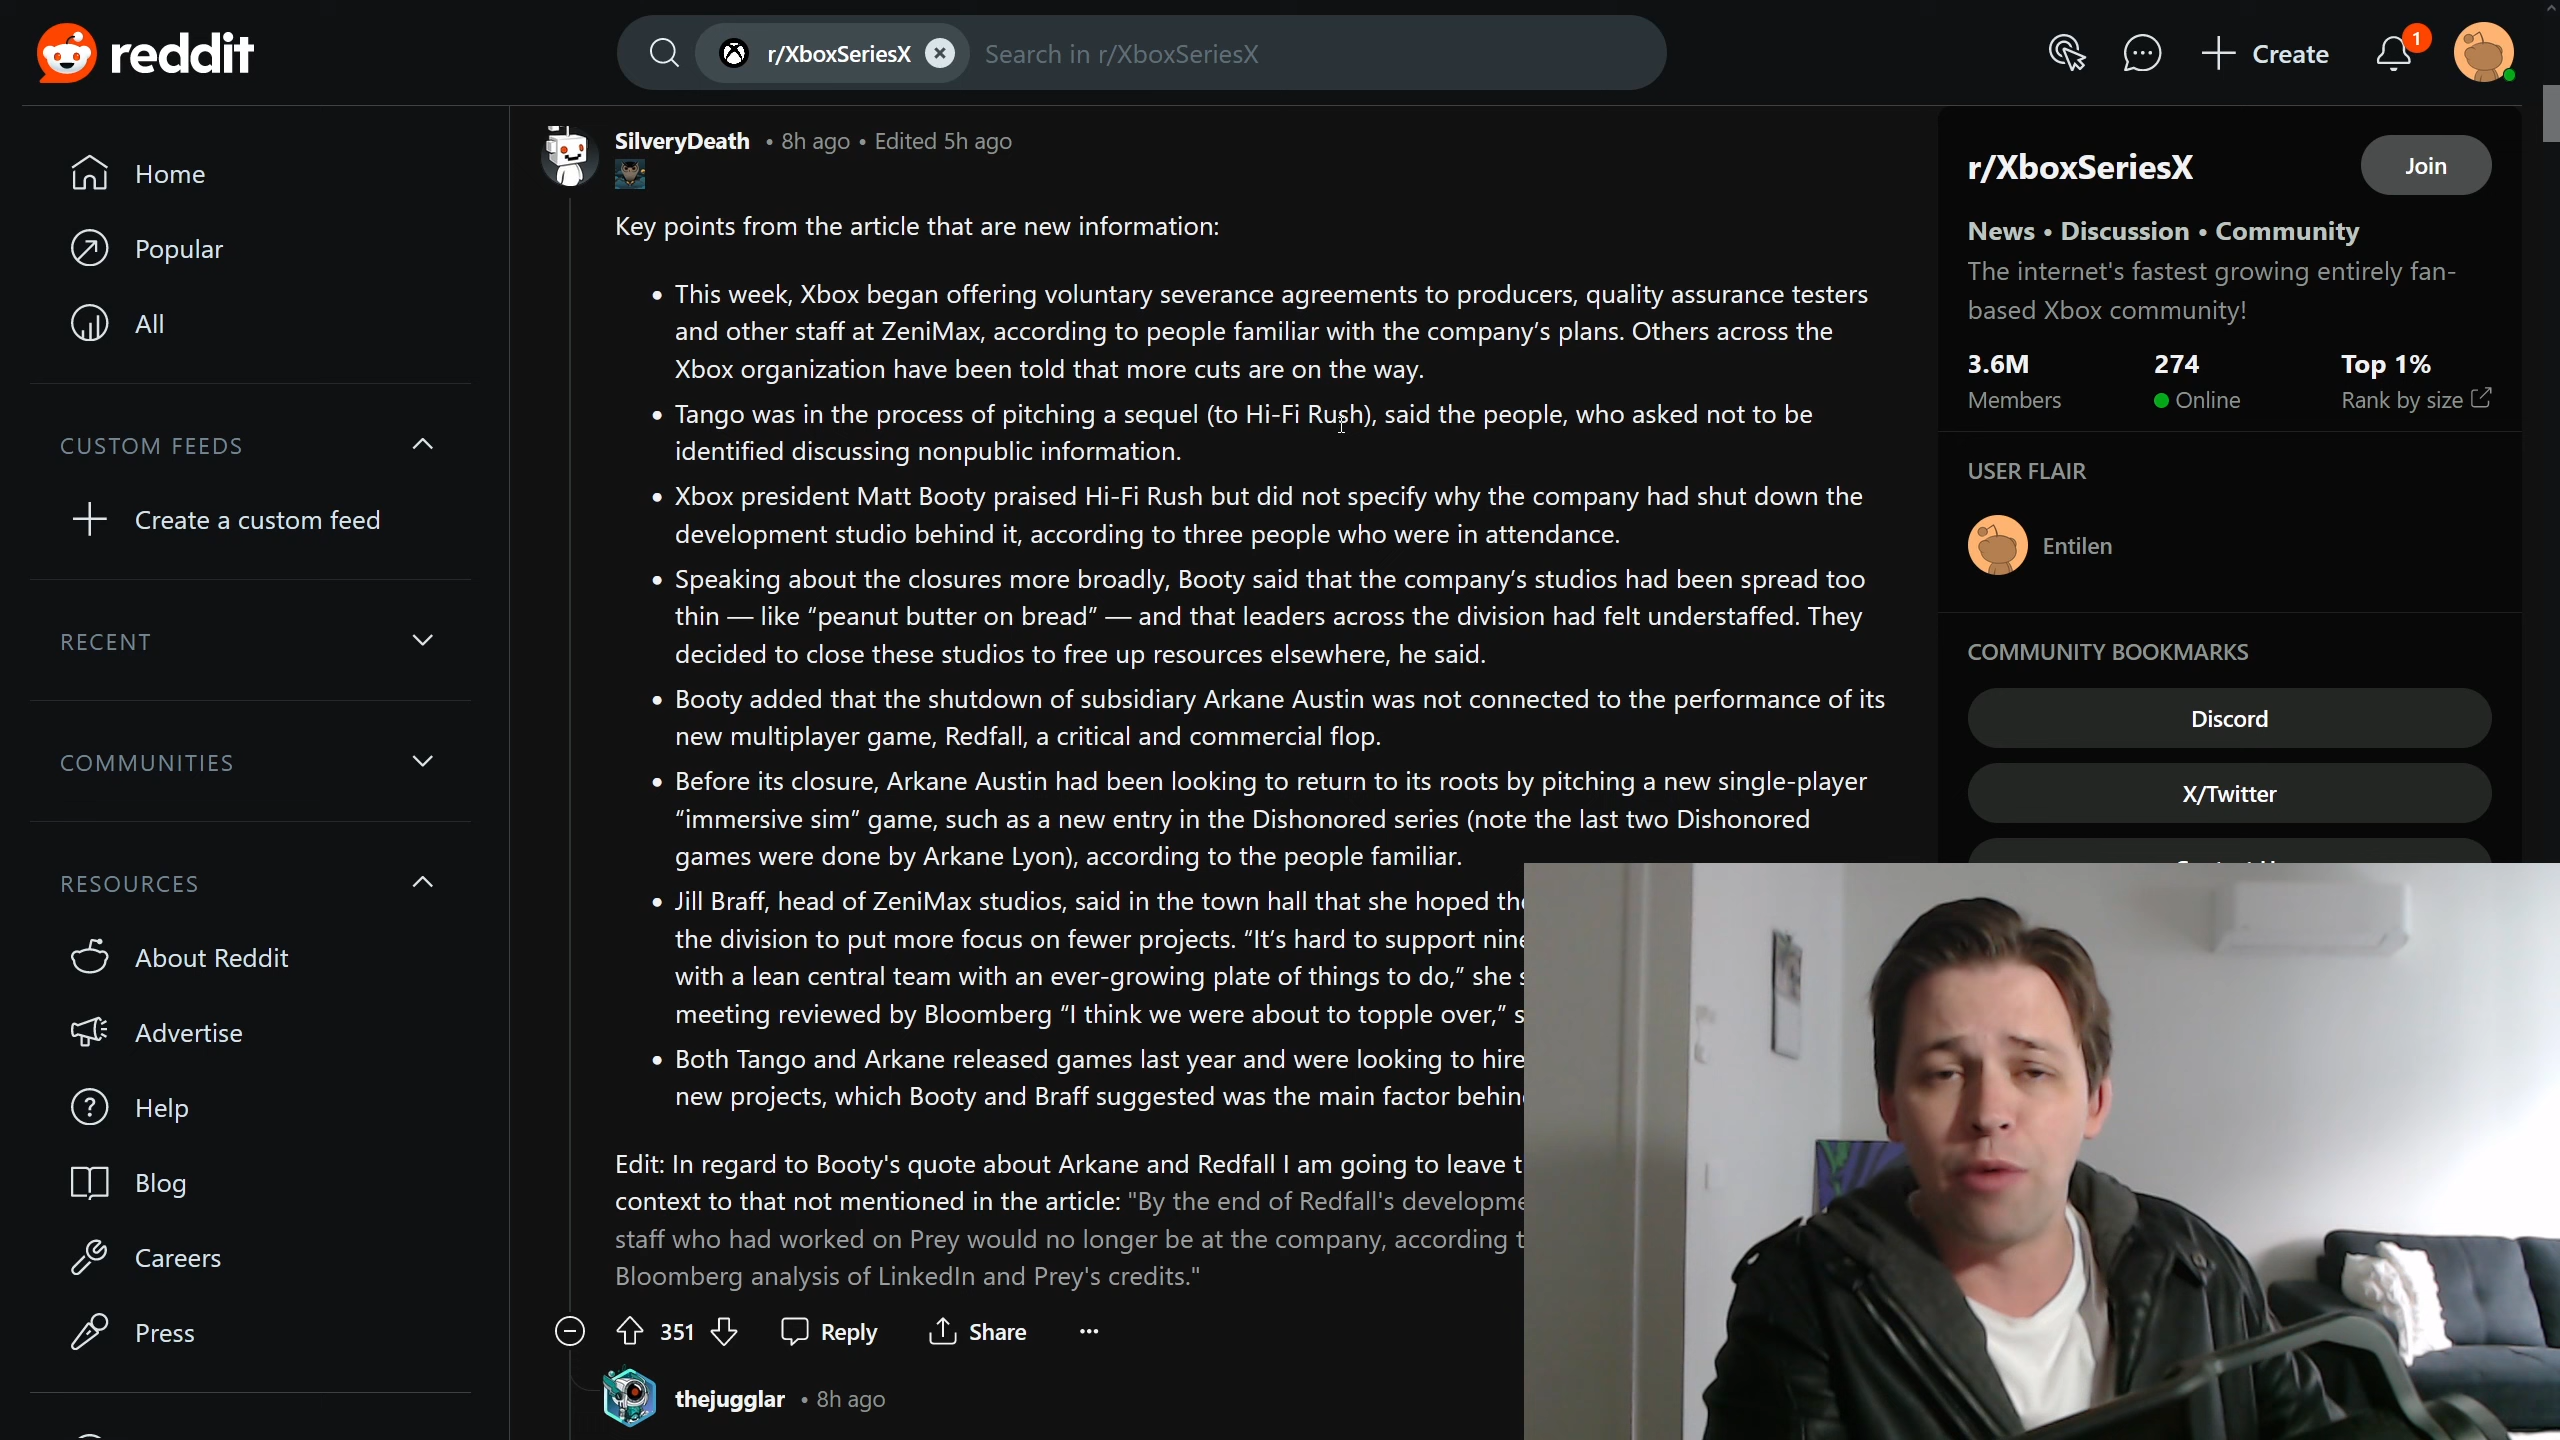 reddit
r/XboxSeriesX
Search in r/XboxSeriesX
Create
1
Home
Popular
All
CUSTOM FEEDS
Create a custom feed
RECENT
COMMUNITIES
RESOURCES
About Reddit
Advertise
Help
Blog
Careers
Press
SilveryDeath • 8h ago • Edited 5h ago
Key points from the article that are new information:
• This week, Xbox began offering voluntary severance agreements to producers, quality assurance testers
and other staff at ZeniMax, according to people familiar with the company’s plans. Others across the
Xbox organization have been told that more cuts are on the way.
• Tango was in the process of pitching a sequel (to Hi-Fi Rush), said the people, who asked not to be
identified discussing nonpublic information.
• Xbox president Matt Booty praised Hi-Fi Rush but did not specify why the company had shut down the
development studio behind it, according to three people who were in attendance.
• Speaking about the closures more broadly, Booty said that the company’s studios had been spread too
thin — like “peanut butter on bread” — and that leaders across the division had felt understaffed. They
decided to close these studios to free up resources elsewhere, he said.
• Booty added that the shutdown of subsidiary Arkane Austin was not connected to the performance of its
new multiplayer game, Redfall, a critical and commercial flop.
• Before its closure, Arkane Austin had been looking to return to its roots by pitching a new single-player
“immersive sim” game, such as a new entry in the Dishonored series (note the last two Dishonored
games were done by Arkane Lyon), according to the people familiar.
• Jill Braff, head of ZeniMax studios, said in the town hall that she hoped
the division to put more focus on fewer projects. “It’s hard to support nine
with a lean central team with an ever-growing plate of things to do,” she
meeting reviewed by Bloomberg “I think we were about to topple over,”
• Both Tango and Arkane released games last year and were looking to hire
new projects, which Booty and Braff suggested was the main factor
Edit: In regard to Booty's quote about Arkane and Redfall I am going to leave
context to that not mentioned in the article: "By the end of Redfall's
staff who had worked on Prey would no longer be at the company, according
Bloomberg analysis of LinkedIn and Prey's credits."
351
Reply
Share
thejugglar • 8h ago
r/XboxSeriesX
Join
News • Discussion • Community
The internet's fastest growing entirely fan-
based Xbox community!
3.6M
274
Top 1%
Members
Online
Rank by size
USER FLAIR
Entilen
COMMUNITY BOOKMARKS
Discord
X/Twitter